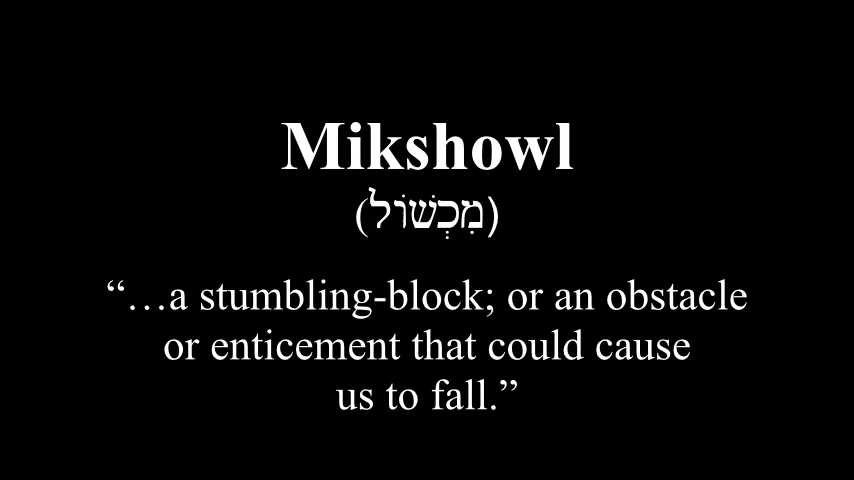 Mikshowl
(מִכְשׁוֹל)
“…a stumbling-block; or an obstacle
or enticement that could cause
us to fall.”